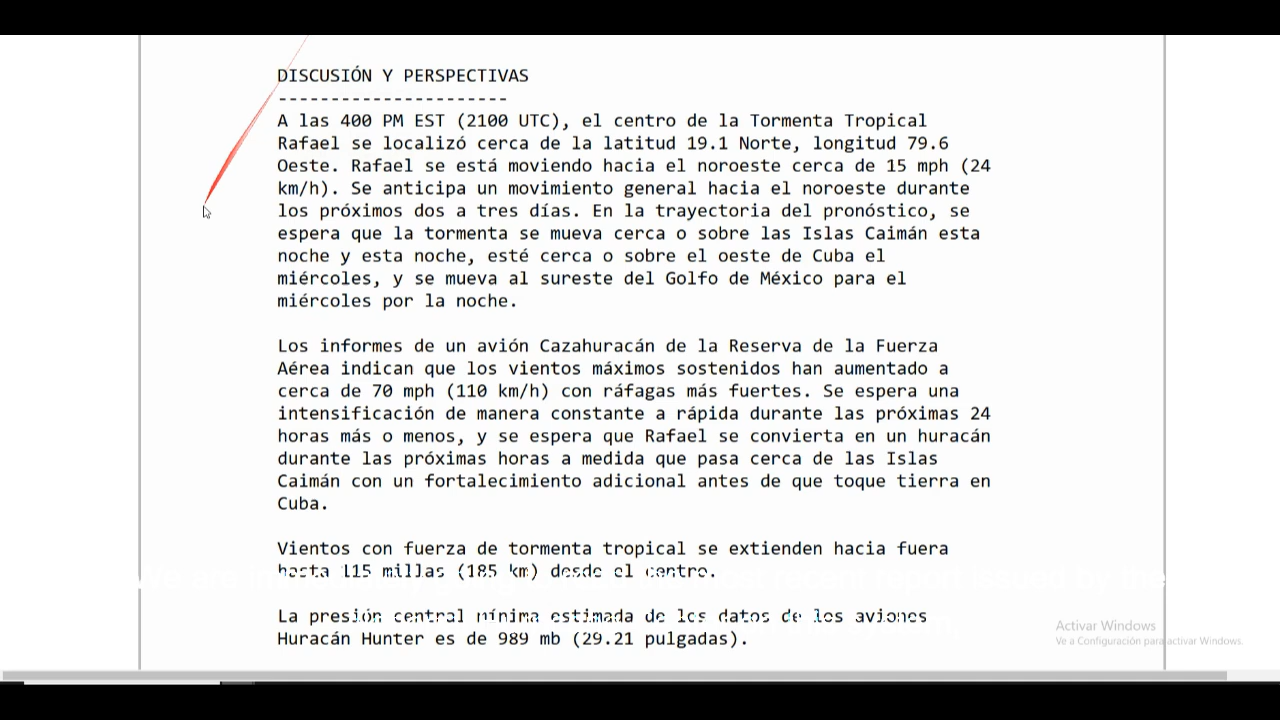 DISCUSIÓN Y PERSPECTIVAS
----------------------
A las 400 PM EST (2100 UTC), el centro de la Tormenta Tropical
Rafael se localizó cerca de la latitud 19.1 Norte, longitud 79.6
Oeste. Rafael se está moviendo hacia el noroeste cerca de 15 mph (24
km/h). Se anticipa un movimiento general hacia el noroeste durante
los próximos dos a tres días. En la trayectoria del pronóstico, se
espera que la tormenta se mueva cerca o sobre las Islas Caimán esta
noche y esta noche, esté cerca o sobre el oeste de Cuba el
miércoles, y se mueva al sureste del Golfo de México para el
miércoles por la noche.
Los informes de un avión Cazahuracán de la Reserva de la Fuerza
Aérea indican que los vientos máximos sostenidos han aumentado a
cerca de 70 mph (110 km/h) con ráfagas más fuertes. Se espera una
intensificación de manera constante a rápida durante las próximas 24
horas más o menos, y se espera que Rafael se convierta en un huracán
durante las próximas horas a medida que pasa cerca de las Islas
Caimán con un fortalecimiento adicional antes de que toque tierra en
Cuba.
Vientos con fuerza de tormenta tropical se extienden hacia fuera
hasta 115 millas (185 km) desde el centro.
We are most recent report issued by the
La presión central mínima estimada de los datos de los aviones
Huracán Hunter es de 989 mb (29.21 pulgadas).
Activar Windows
Ve a Configuración para activar Windows.